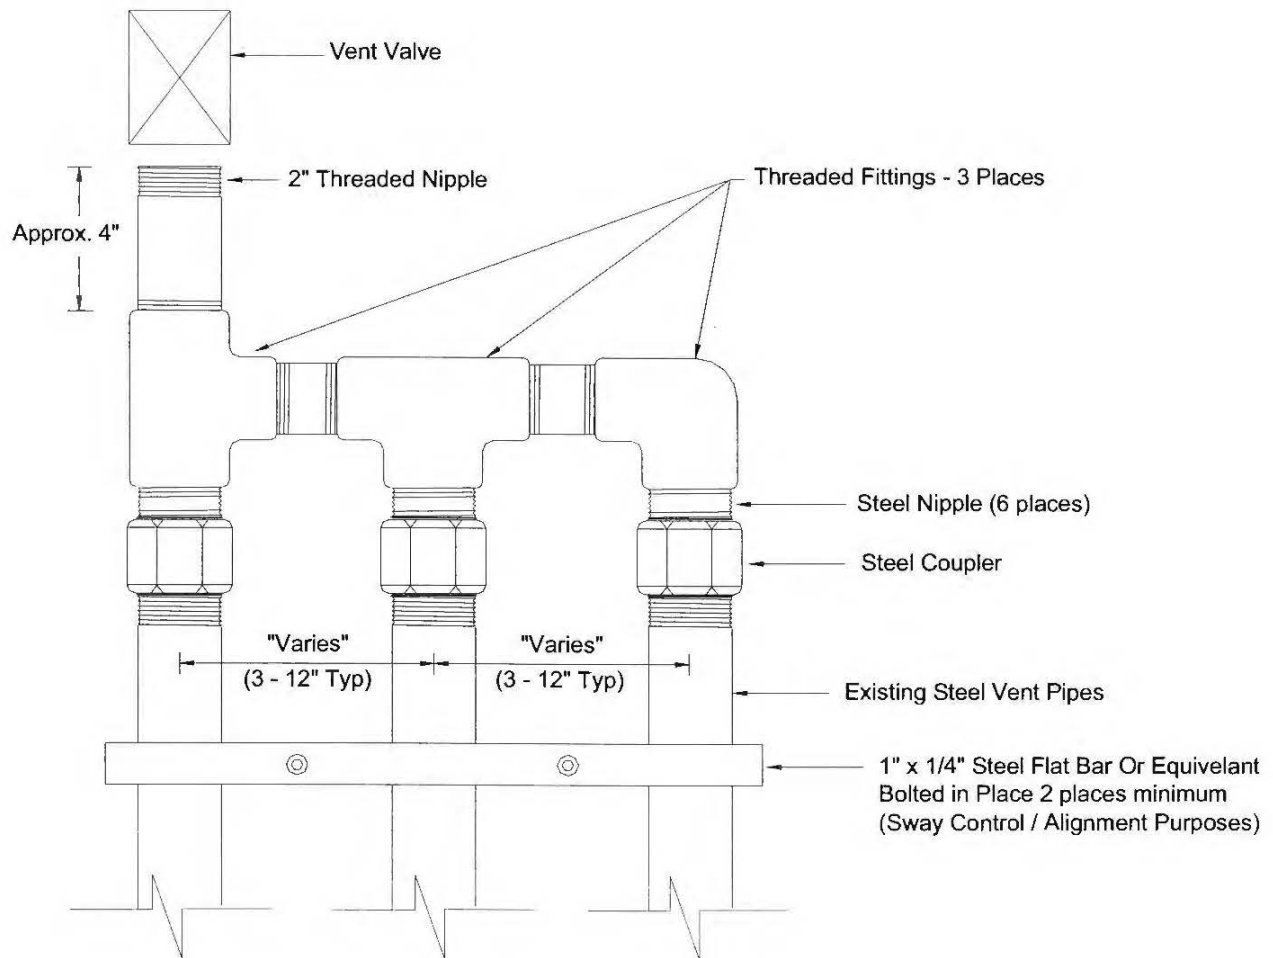 Vent Valve
2" Threaded Nipple
Threaded Fittings - 3 Places
Approx. 4"
Steel Nipple (6 places)
Steel Coupler
"Varies"
(3 - 12" Typ)
"Varies"
(3 - 12" Typ)
Existing Steel Vent Pipes
1" x 1/4" Steel Flat Bar Or Equivelant
Bolted in Place 2 places minimum
(Sway Control / Alignment Purposes)